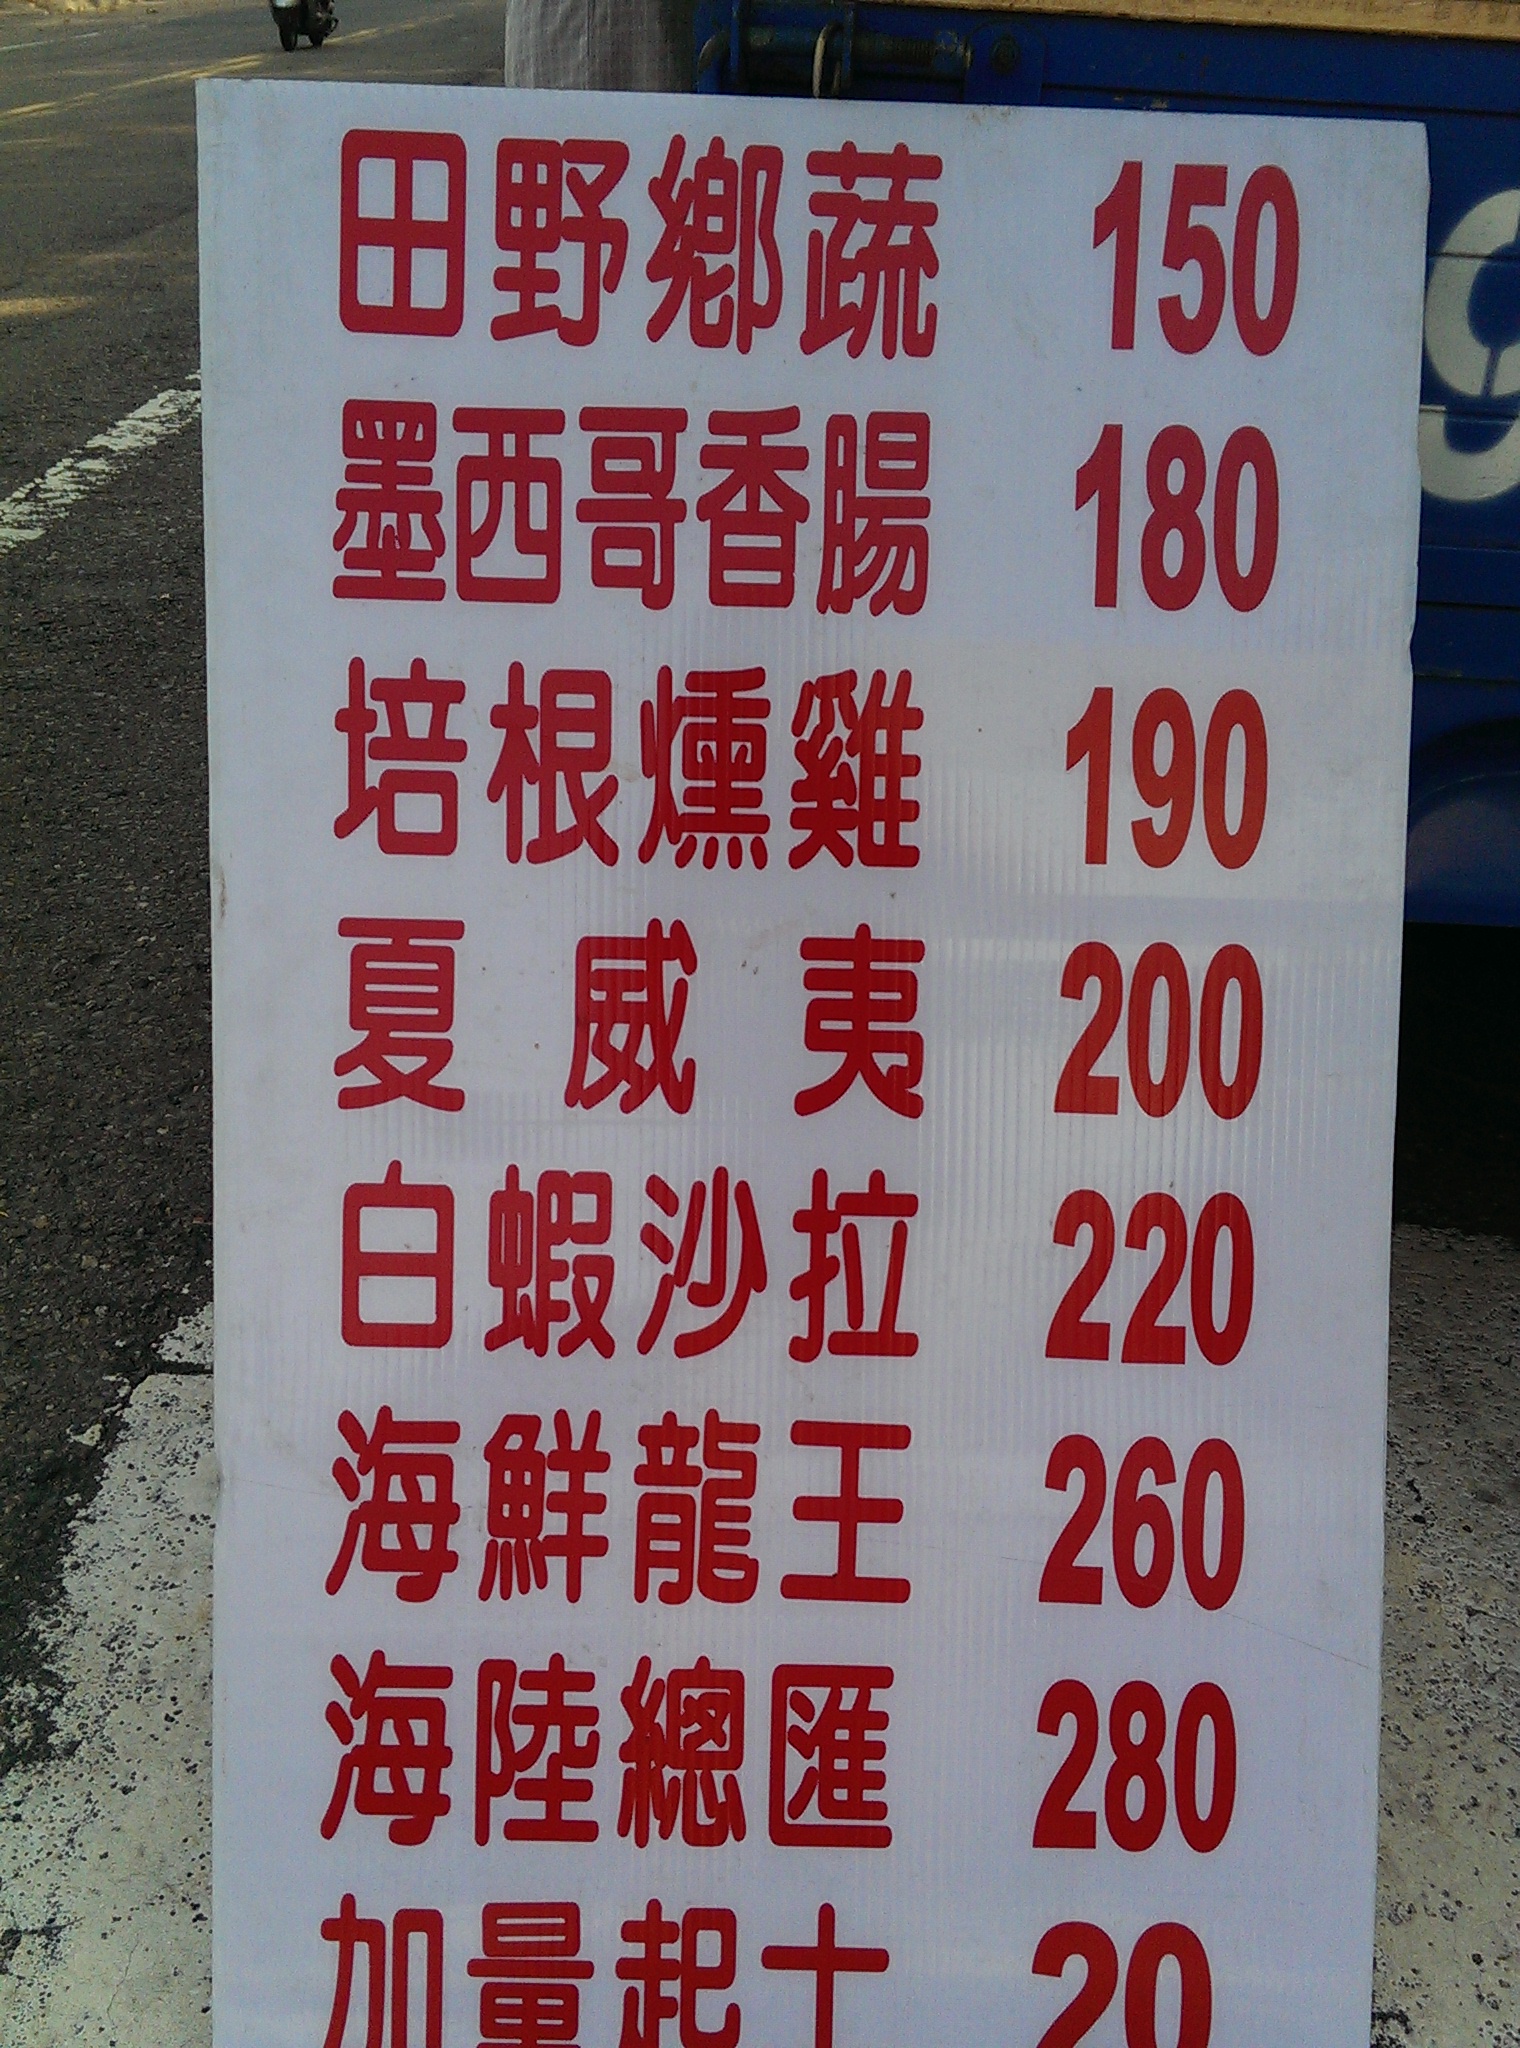 田野鄉蔬 150
墨西哥香腸 180
培根燻雞 190
夏威夷 200
白蝦沙拉 220
海鮮龍王 260
海陸總匯 280
加量起士 20